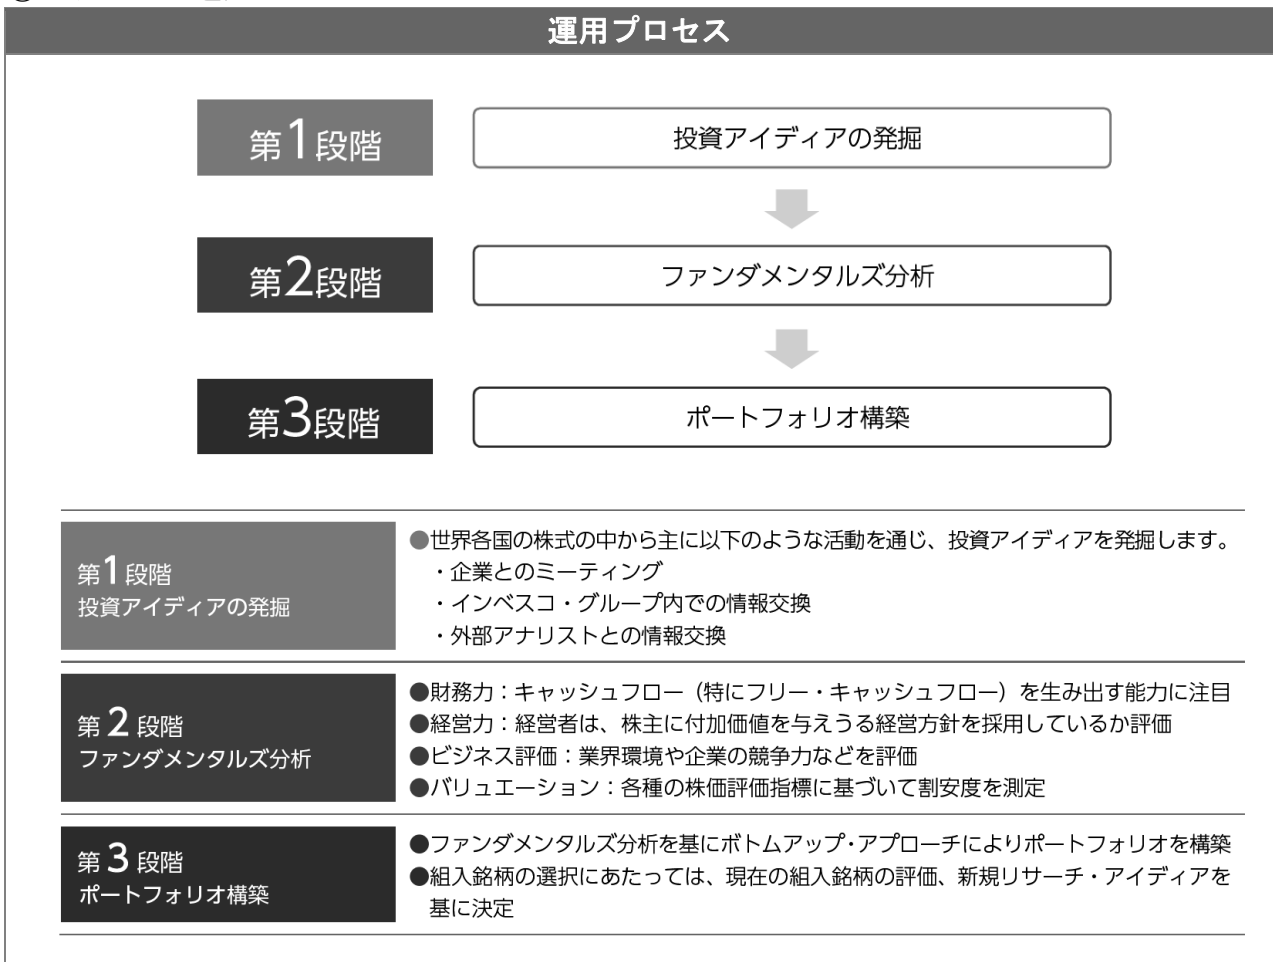 運用プロセス
第1段階
投資アイディアの発掘
第2段階
ファンダメンタルズ分析
第3段階
ポートフォリオ構築
第1段階
投資アイディアの発掘
●世界各国の株式の中から主に以下のような活動を通じ、投資アイディアを発掘します。
・企業とのミーティング
・インベスコ・グループ内での情報交換
・外部アナリストとの情報交換
第2段階
ファンダメンタルズ分析
●財務力：キャッシュフロー（特にフリー・キャッシュフロー）を生み出す能力に注目
●経営力：経営者は、株主に付加価値を与えうる経営方針を採用しているか評価
●ビジネス評価：業界環境や企業の競争力などを評価
●バリュエーション：各種の株価評価指標に基づいて割安度を測定
第3段階
ポートフォリオ構築
●ファンダメンタルズ分析を基にボトムアップ・アプローチによりポートフォリオを構築
●組入銘柄の選択にあたっては、現在の組入銘柄の評価、新規リサーチ・アイディアを
基に決定